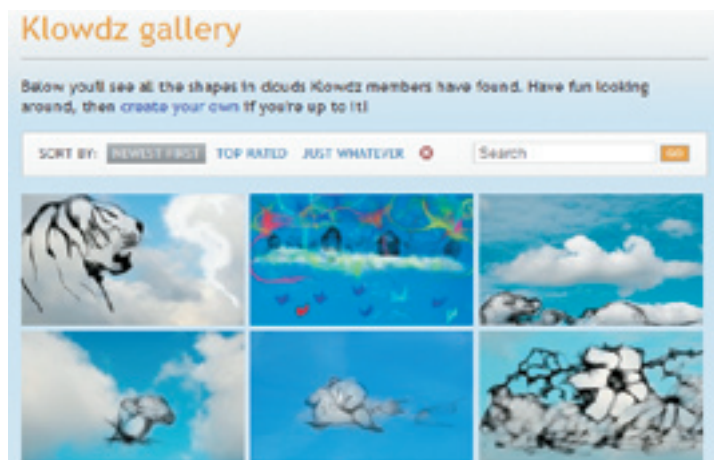 Klowdz gallery
Below you'll see all the shapes in clouds Klowdz members have found. Have fun looking
around, then create your own if you're up to it!
SORT BY: NEWEST FIRST TOP RATED JUST WHATEVER Search GO